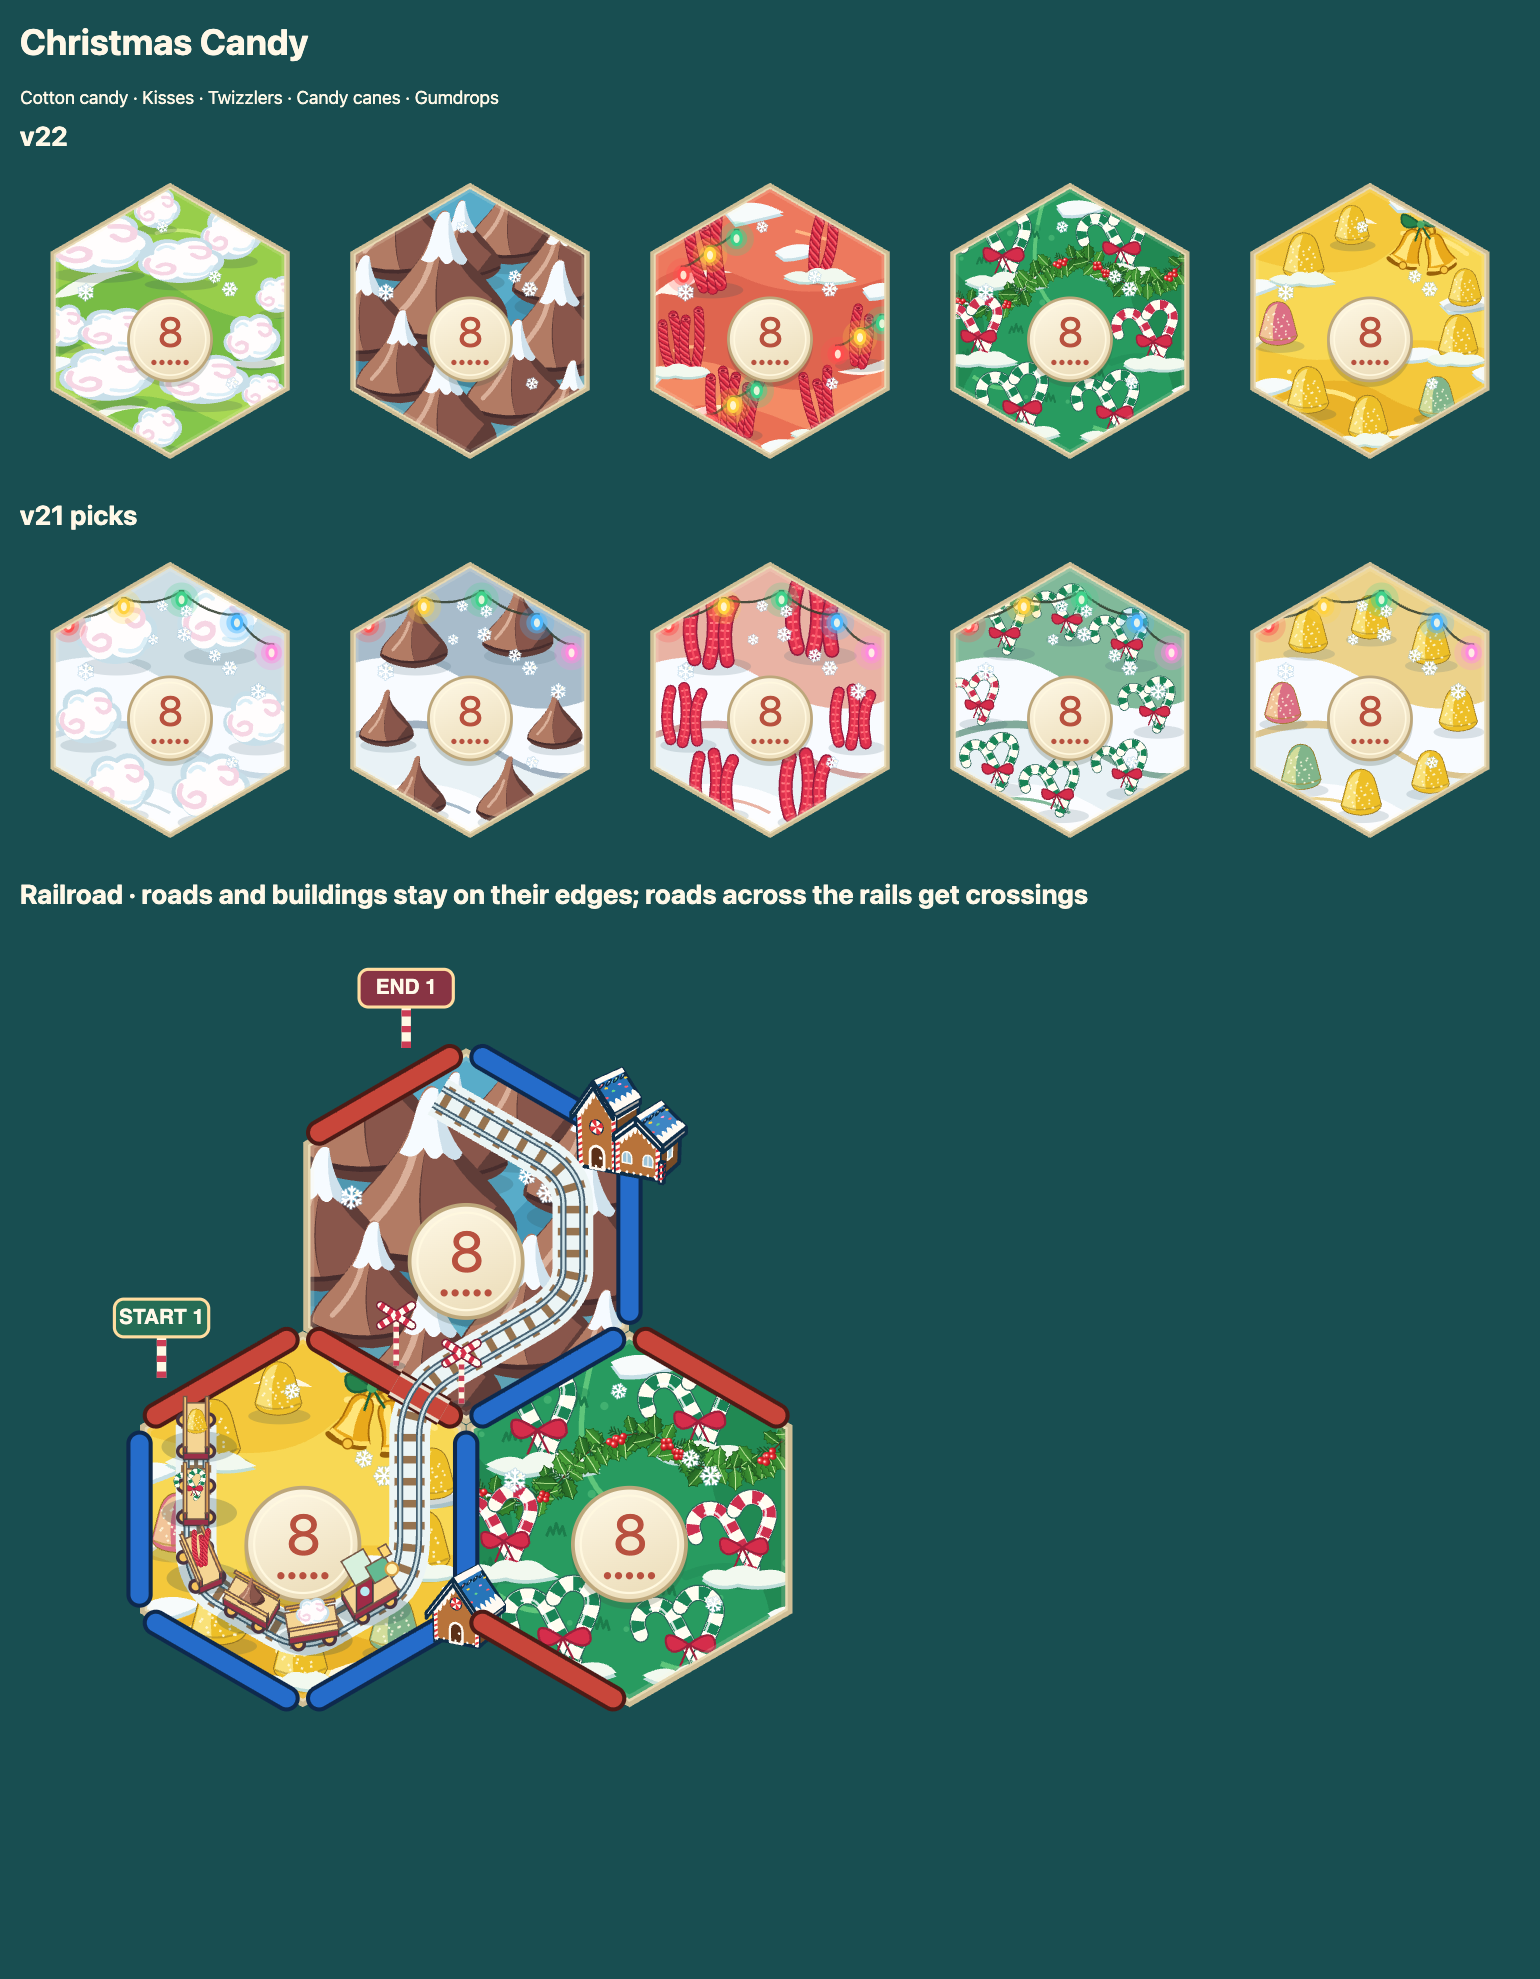 Christmas Candy
Cotton candy · Kisses · Twizzlers · Candy canes · Gumdrops
v22
8 8 8 8 8
v21 picks
8 8 8 8 8
Railroad · roads and buildings stay on their edges; roads across the rails get crossings
END 1
8
START 1
8 8